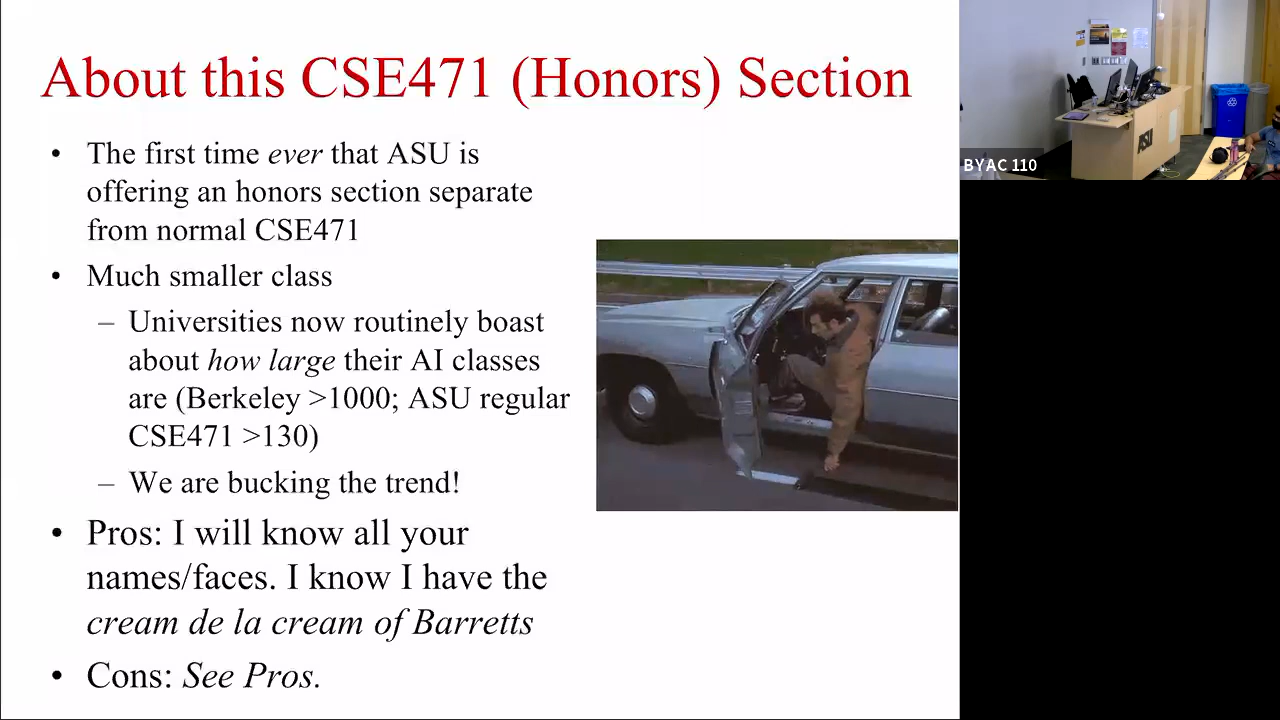 About this CSE471 (Honors) Section
• The first time ever that ASU is
offering an honors section separate
from normal CSE471
• Much smaller class
– Universities now routinely boast
about how large their AI classes
are (Berkeley >1000; ASU regular
CSE471 >130)
– We are bucking the trend!
• Pros: I will know all your
names/faces. I know I have the
cream de la cream of Barretts
• Cons: See Pros.
BYAC 110
ASU